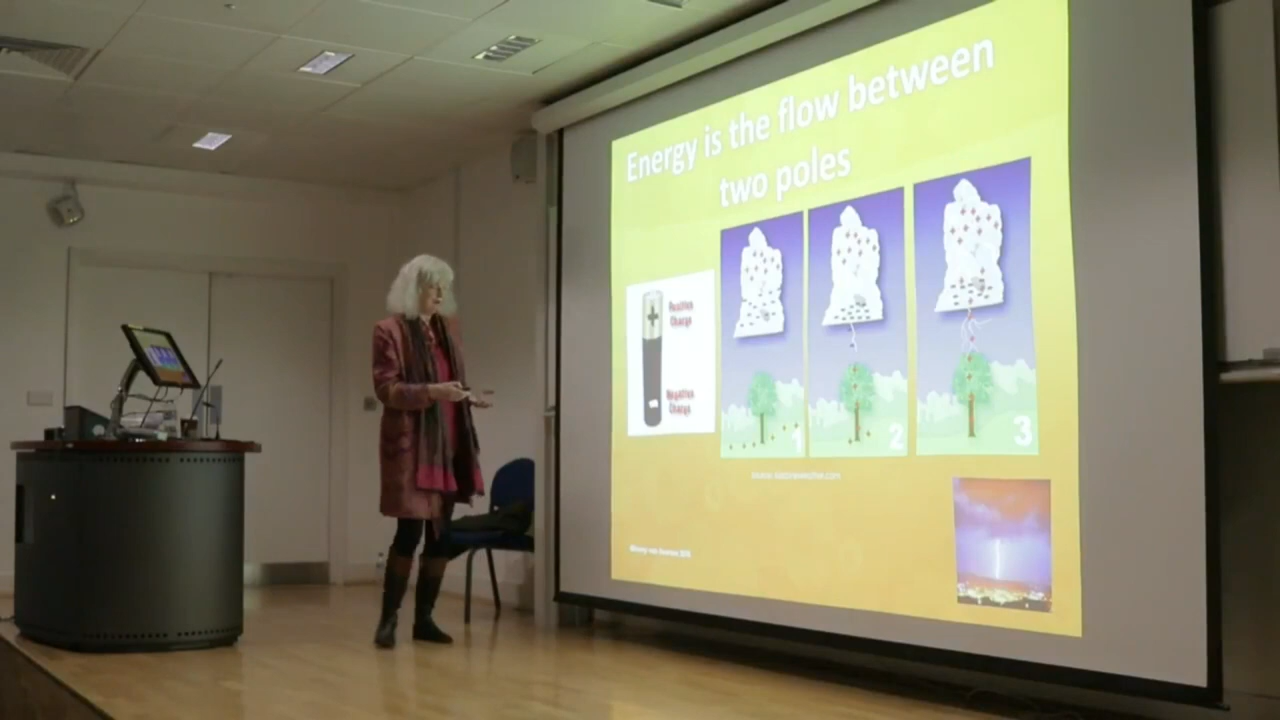 Energy is the flow between
two poles
Positive
Charge
Negative
Charge
1
2
3